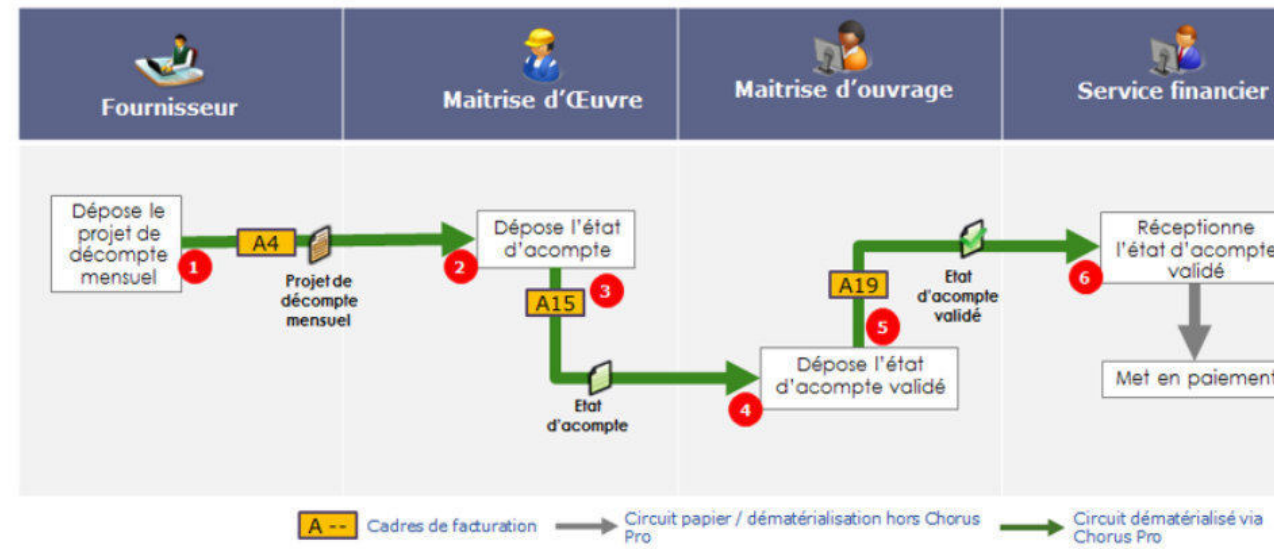 Fournisseur
Maitrise d'Œuvre
Maitrise d'ouvrage
Service financier
Dépose le
projet de
décompte
mensuel
1
A4
Projet de
décompte
mensuel
2
Dépose l'état
d'acompte
A15
3
Etat
d'acompte
4
Dépose l'état
d'acompte validé
5
A19
Etat
d'acompte
validé
6
Réceptionne
l'état d'acompte
validé
Met en paiement
A --
Cadres de facturation
Circuit papier / dématérialisation hors Chorus
Pro
Circuit dématérialisé via
Chorus Pro